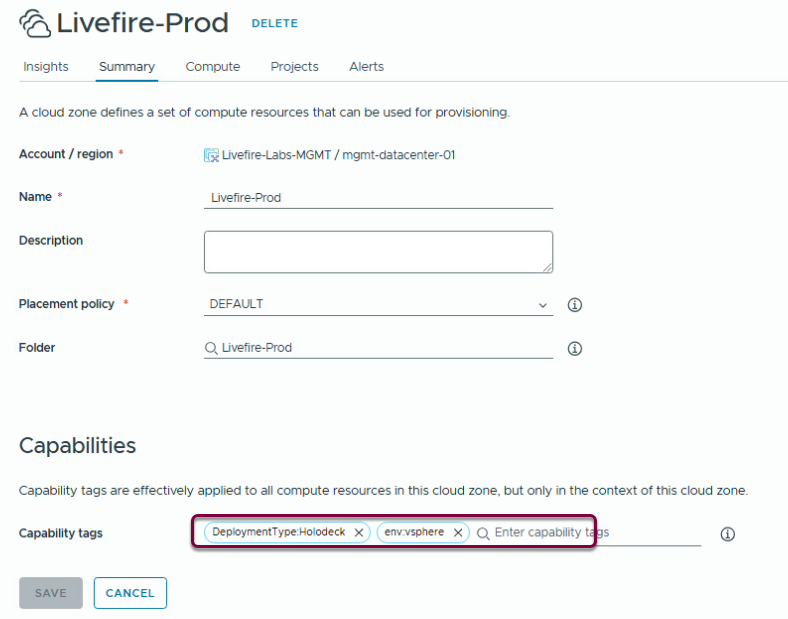 Livefire-Prod DELETE
Insights Summary Compute Projects Alerts
A cloud zone defines a set of compute resources that can be used for provisioning.
Account / region * Livefire-Labs-MGMT / mgmt-datacenter-01
Name * Livefire-Prod
Description
Placement policy * DEFAULT
Folder Livefire-Prod
Capabilities
Capability tags are effectively applied to all compute resources in this cloud zone, but only in the context of this cloud zone.
Capability tags DeploymentType:Holodeck env:vsphere Enter capability tags
SAVE CANCEL